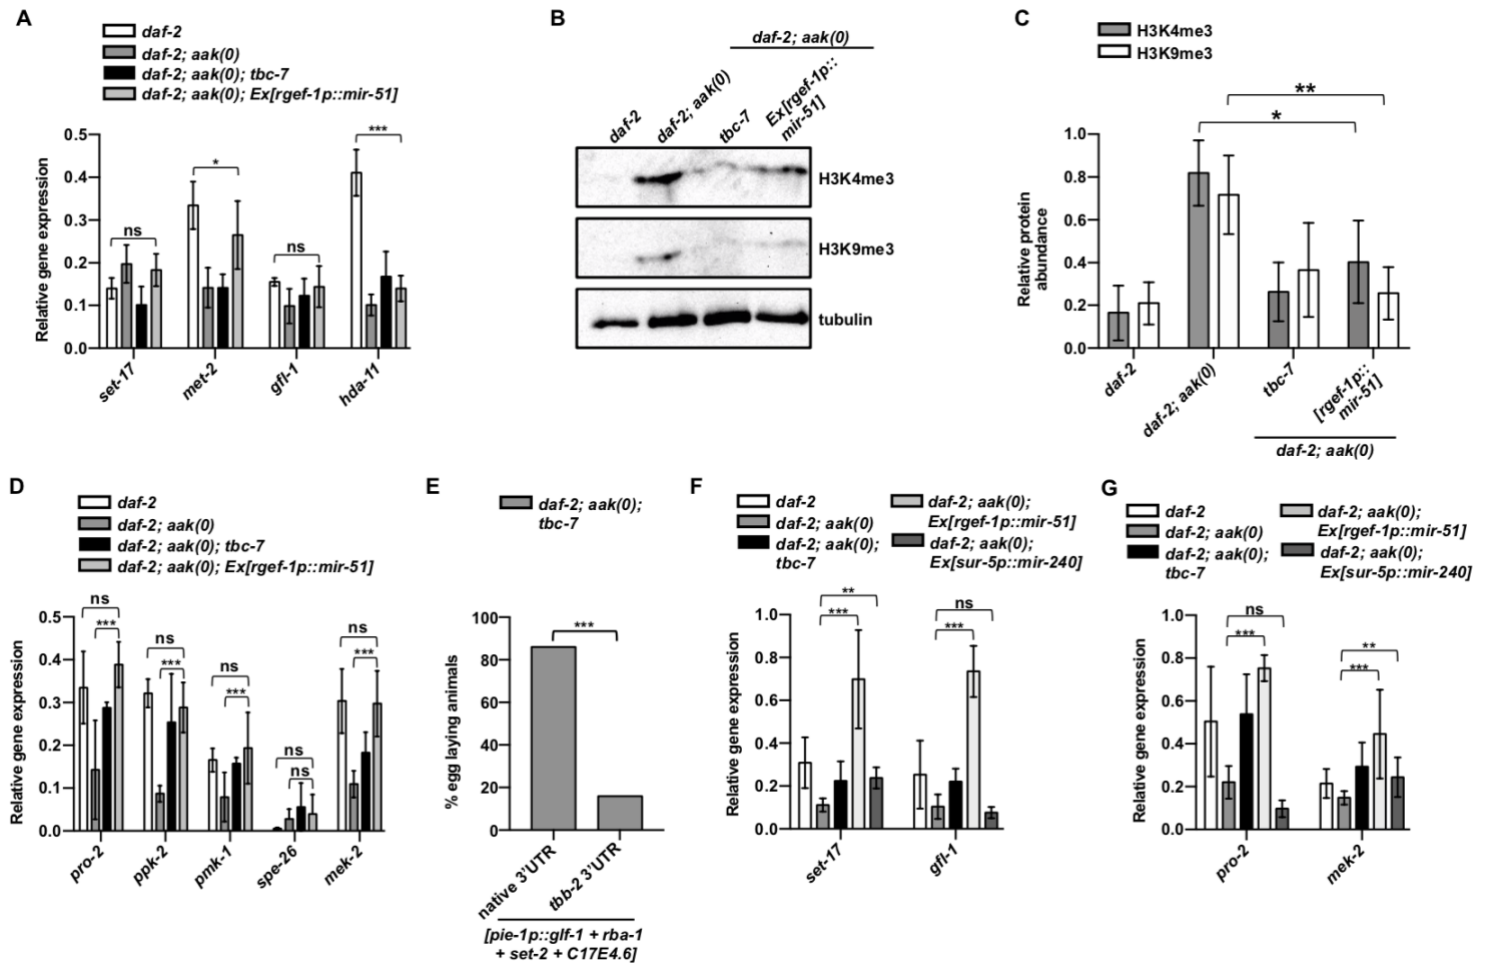 A
daf-2
daf-2; aak(0)
daf-2; aak(0); tbc-7
daf-2; aak(0); Ex[rgef-1p::mir-51]
Relative gene expression
0.5
0.4
0.3
0.2
0.1
0.0
ns
*
ns
***
set-17
met-2
gfl-1
hda-11
B
daf-2; aak(0)
daf-2
daf-2; aak(0)
tbc-7
Ex[rgef-1p::
mir-51]
H3K4me3
H3K9me3
tubulin
C
H3K4me3
H3K9me3
Relative protein
abundance
1.0
0.8
0.6
0.4
0.2
0.0
**
*
daf-2
daf-2; aak(0)
tbc-7
[rgef-1p::
mir-51]
daf-2; aak(0)
D
daf-2
daf-2; aak(0)
daf-2; aak(0); tbc-7
daf-2; aak(0); Ex[rgef-1p::mir-51]
Relative gene expression
0.5
0.4
0.3
0.2
0.1
0.0
ns
***
ns
***
ns
***
ns
ns
ns
***
pro-2
ppk-2
pmk-1
spe-26
mek-2
E
daf-2; aak(0);
tbc-7
% egg laying animals
100
80
60
40
20
0
***
native 3'UTR
tbb-2 3'UTR
[pie-1p::glf-1 + rba-1
+ set-2 + C17E4.6]
F
daf-2
daf-2; aak(0)
daf-2; aak(0);
tbc-7
daf-2; aak(0);
Ex[rgef-1p::mir-51]
daf-2; aak(0);
Ex[sur-5p::mir-240]
Relative gene expression
1.0
0.8
0.6
0.4
0.2
0.0
**
***
ns
***
set-17
gfl-1
G
daf-2
daf-2; aak(0)
daf-2; aak(0);
tbc-7
daf-2; aak(0);
Ex[rgef-1p::mir-51]
daf-2; aak(0);
Ex[sur-5p::mir-240]
Relative gene expression
1.0
0.8
0.6
0.4
0.2
0.0
ns
***
**
***
pro-2
mek-2